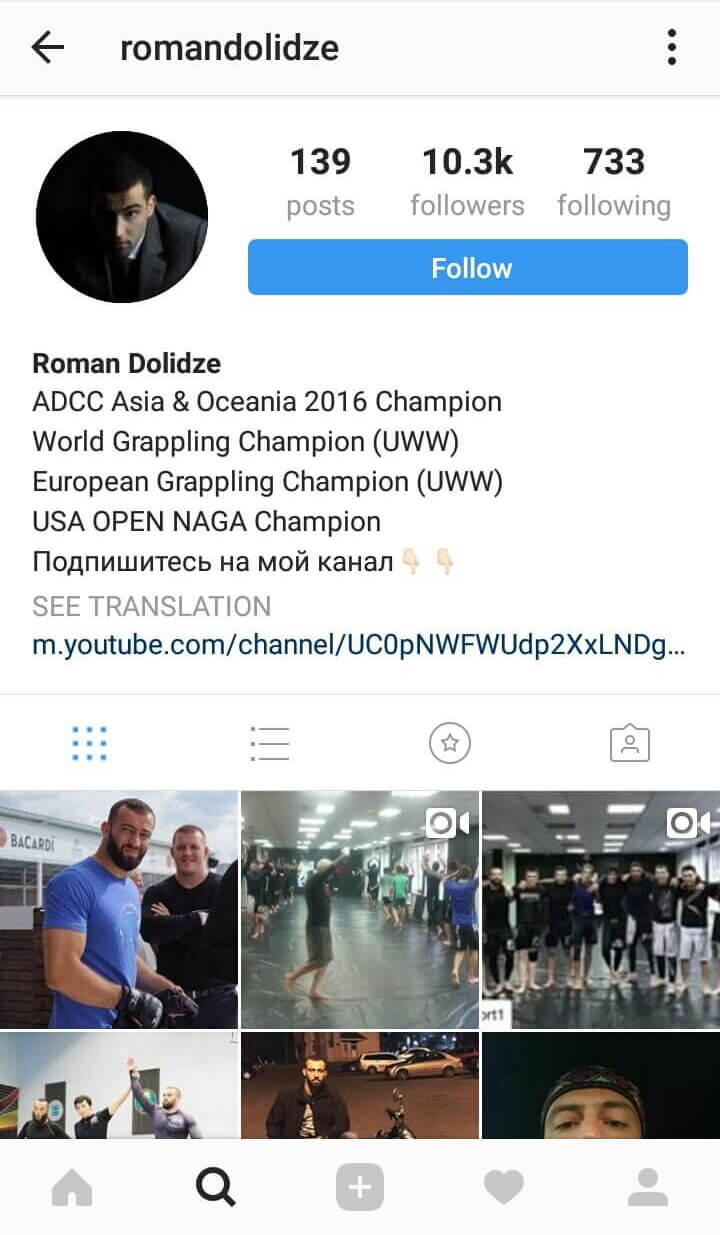 romandolidze
139 10.3k 733
posts followers following
Follow
Roman Dolidze
ADCC Asia & Oceania 2016 Champion
World Grappling Champion (UWW)
European Grappling Champion (UWW)
USA OPEN NAGA Champion
Подпишитесь на мой канал👇🏻👇🏻
SEE TRANSLATION
m.youtube.com/channel/UC0pNWFWUdp2XxLNDg...
BACARDI
ort1